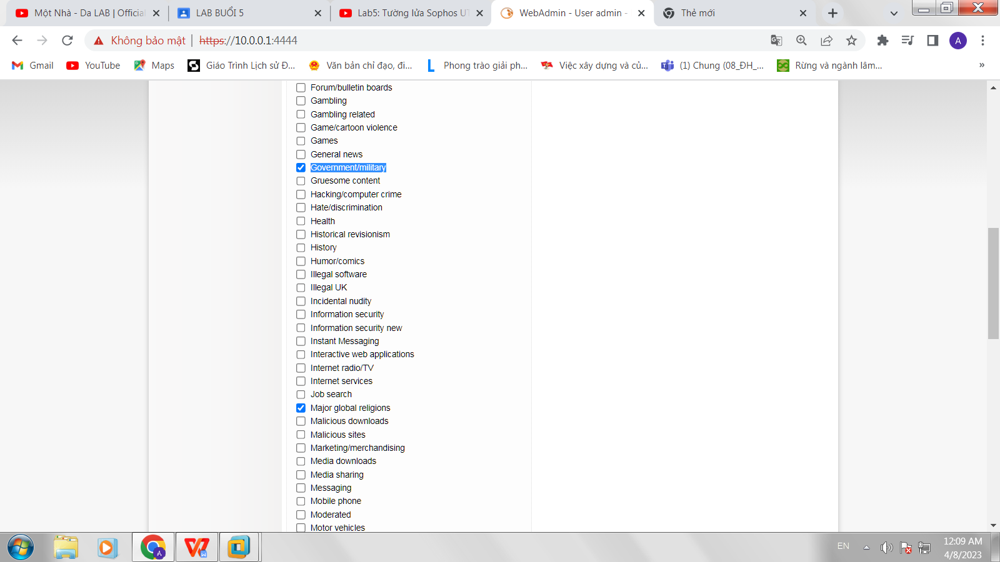 Một Nhà - Da LAB | Official
LAB BUỔI 5
Lab5: Tường lửa Sophos UT
WebAdmin - User admin -
Thẻ mới
Không bảo mật | https://10.0.0.1:4444
A
Gmail
YouTube
Maps
Giáo Trình Lịch sử Đ...
Văn bản chỉ đạo, đi...
Phong trào giải ph...
Việc xây dựng và củ...
(1) Chung (08_ĐH_...
Rừng và ngành lâm...
»
Forum/bulletin boards
Gambling
Gambling related
Game/cartoon violence
Games
General news
Government/military
Gruesome content
Hacking/computer crime
Hate/discrimination
Health
Historical revisionism
History
Humor/comics
Illegal software
Illegal UK
Incidental nudity
Information security
Information security new
Instant Messaging
Interactive web applications
Internet radio/TV
Internet services
Job search
Major global religions
Malicious downloads
Malicious sites
Marketing/merchandising
Media downloads
Media sharing
Messaging
Mobile phone
Moderated
Motor vehicles
A
W
EN
12:09 AM
4/8/2023